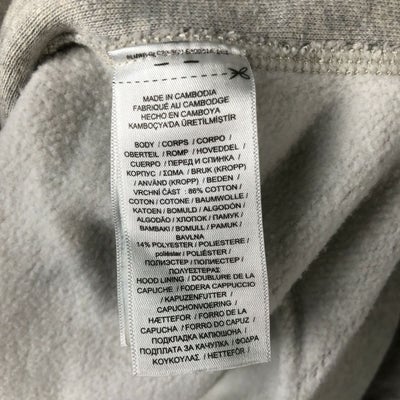 MADE IN CAMBODIA
FABRIQUÉ AU CAMBODGE
HECHO EN CAMBOYA
KAMBOÇYA'DA ÜRETİLMİŞTİR
BODY / CORPS / CORPO /
OBERTEIL / ROMP / HOVEDDEL /
CUERPO / ПЕРЕД И СПИНКА /
КОРПУС / ΣΩΜΑ / BRUK (KROPP)
/ ANVÄND (KROPP) / BEDEN /
VRCHNÍ ČÁST : 86% COTTON /
COTON / COTONE / BAUMWOLLE /
KATOEN / BOMULD / ALGODÓN /
ALGODÃO / ХЛОПОК / ПАМУК /
ΒΑΜΒΑΚΙ / BOMULL / PAMUK /
BAVLNA
14% POLYESTER / POLIESTERE /
poliéster / POLIÉSTER /
ПОЛИЭСТЕР / ПОЛИЕСТЕР /
ΠΟΛΥΕΣΤΕΡΑΣ
HOOD LINING / DOUBLURE DE LA
CAPUCHE / FODERA CAPPUCCIO
/ KAPUZENFUTTER /
CAPUCHONVOERING /
HÆTTEFOR / FORRO DE LA
CAPUCHA / FORRO DO CAPUZ /
ПОДКЛАДКА КАПЮШОНА /
ПОДПЛАТА ЗА КАЧУЛКА / ΦΟΔΡΑ
ΚΟΥΚΟΥΛΑΣ / HETTEFÔR /